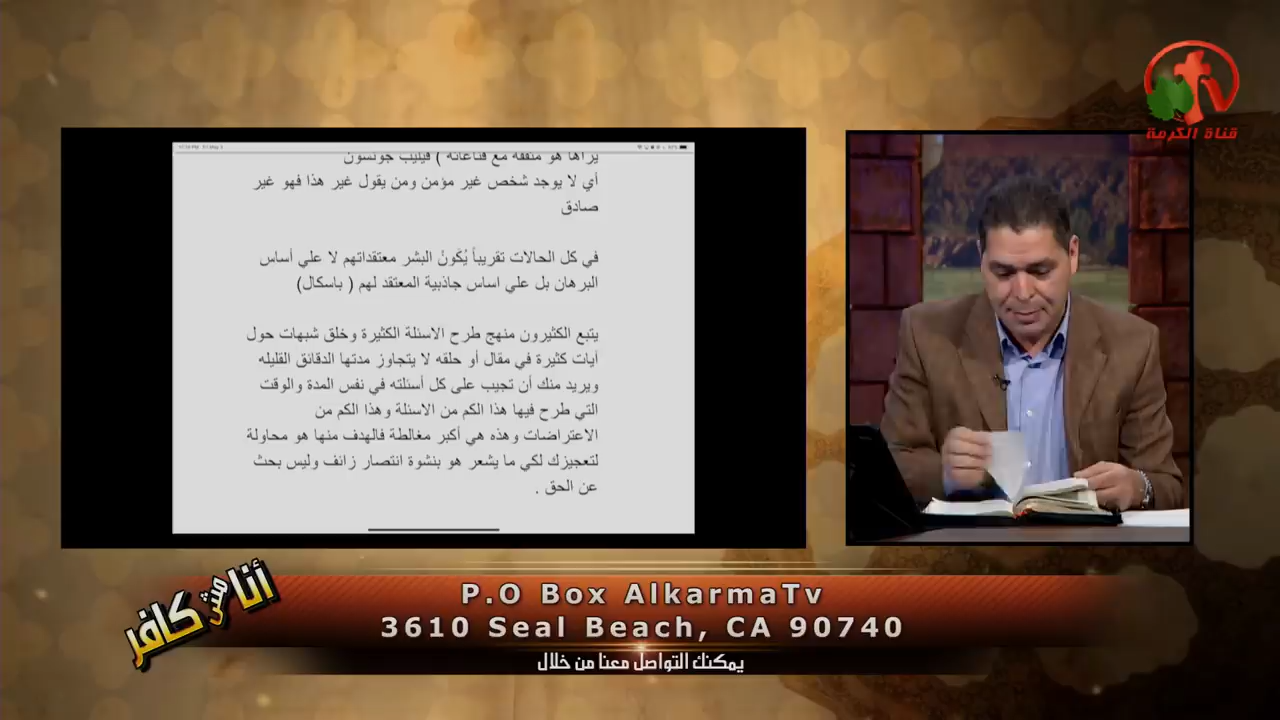 قناة الكرمة
يراها هو متفقة مع قناعاته ) فيليب جونسون
أي لا يوجد شخص غير مؤمن ومن يقول غير هذا فهو غير
صادق
في كل الحالات تقريباً يُكَونُ البشر معتقداتهم لا علي أساس
البرهان بل علي اساس جاذبية المعتقد لهم ( باسكال)
يتبع الكثيرون منهج طرح الاسئلة الكثيرة وخلق شبهات حول
آيات كثيرة في مقال أو حلقه لا يتجاوز مدتها الدقائق القليله
ويريد منك أن تجيب على كل أسئلته في نفس المدة والوقت
التي طرح فيها هذا الكم من الاسئلة وهذا الكم من
الاعتراضات وهذه هي أكبر مغالطة فالهدف منها هو محاولة
لتعجيزك لكي ما يشعر هو بنشوة انتصار زائف وليس بحث
عن الحق .
أنا مش كافر
P.O Box AlkarmaTv
3610 Seal Beach, CA 90740
يمكنك التواصل معنا من خلال